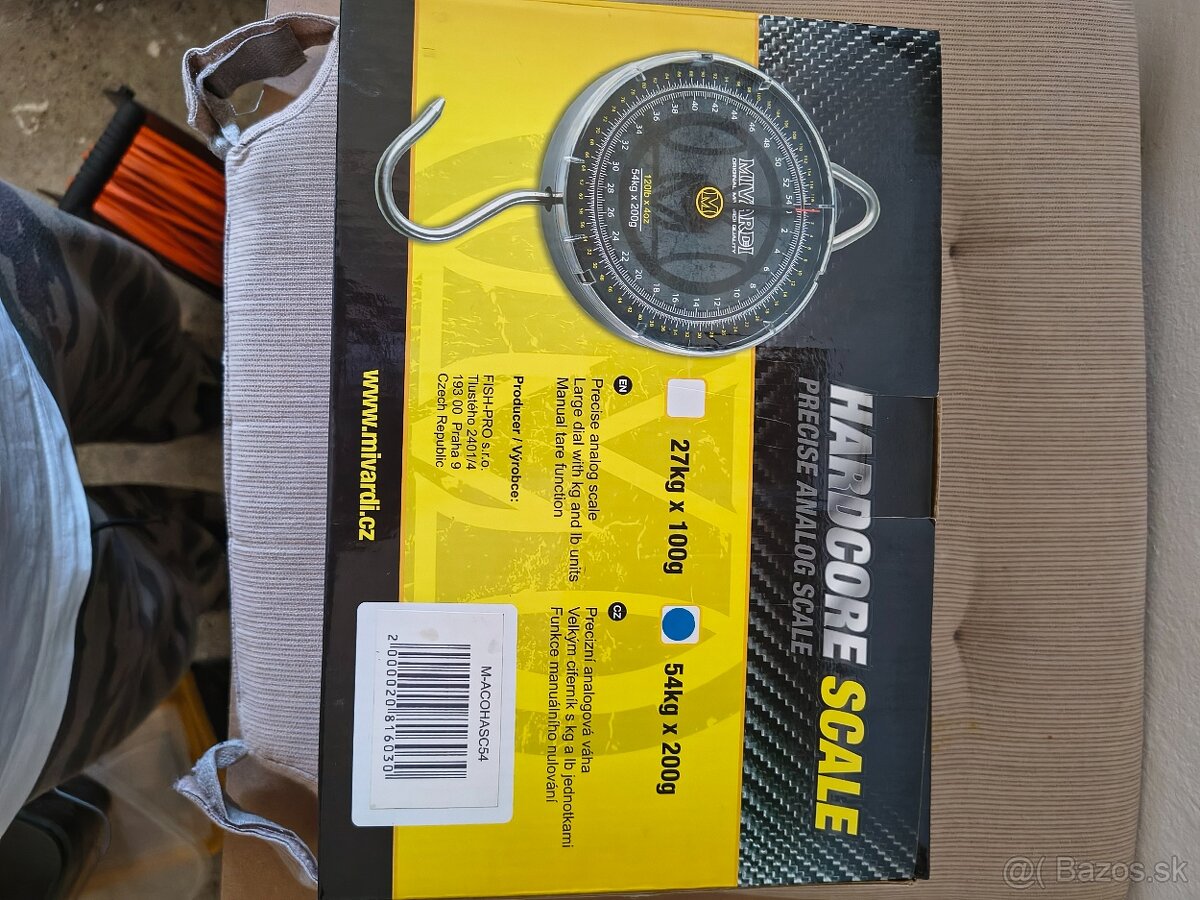 HARDCORE SCALE
PRECISE ANALOG SCALE
MIVARDI
M
120lb x 4oz
54kg x 200g
27kg x 100g
54kg x 200g
EN
Precise analog scale
Large dial with kg and lb units
Manual tare function
CZ
Precizní analogová váha
Velkým ciferník s kg a lb jednotkami
Funkce manuálního nulování
Producer / Výrobce:
FISH-PRO s.r.o.
Tlustého 2401/4
193 00 Praha 9
Czech Republic
M-ACOHASC54
2 000020 816030
www.mivardi.cz
@( Bazos.sk